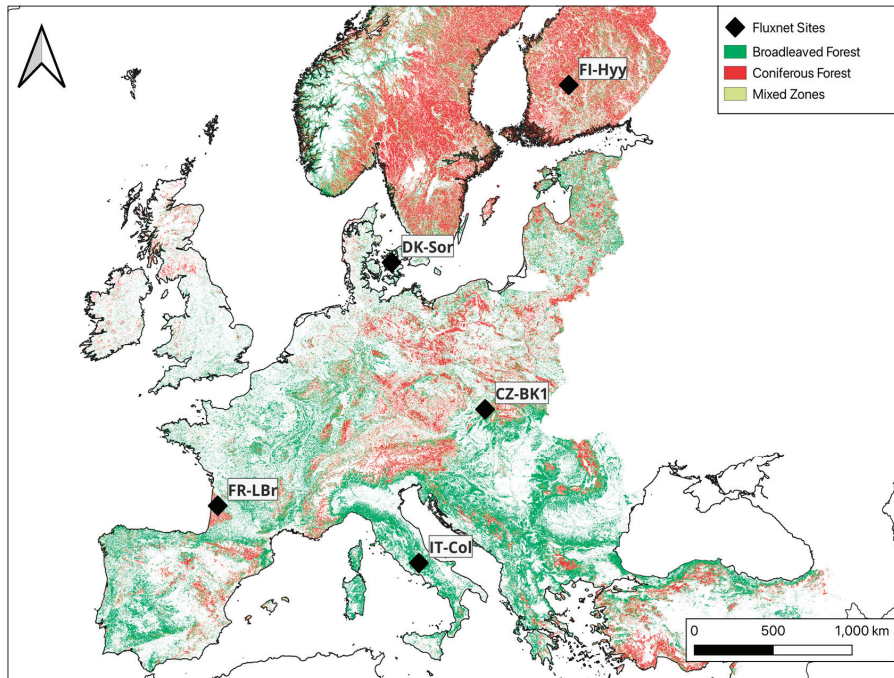 Fluxnet Sites
Broadleaved Forest
Coniferous Forest
Mixed Zones
FI-Hyy
DK-Sor
CZ-BK1
FR-LBr
IT-Col
0 500 1,000 km